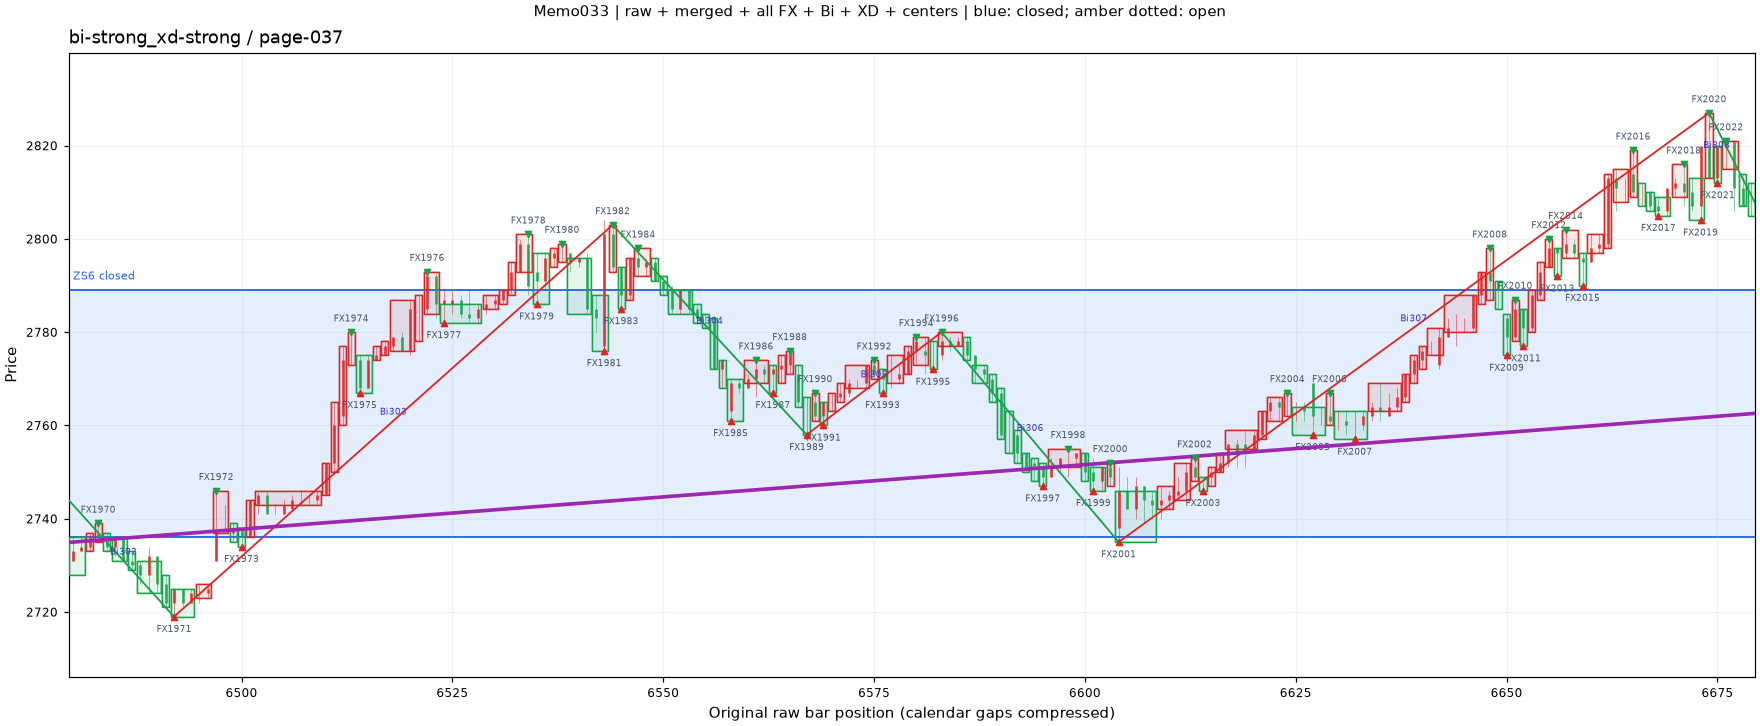 Memo033 | raw + merged + all FX + Bi + XD + centers | blue: closed; amber dotted: open
bi-strong_xd-strong / page-037
FX2020
FX2022
FX2016
Bi308
FX2018
FX2021
FX1982
FX2014
FX1978
FX2012
FX2017
FX1980
FX2019
FX1984
FX2008
FX1976
ZS6 closed
FX2010
FX2013
FX2015
FX1979
FX1983
Bi304
Bi307
FX1974
FX1994
FX1996
FX1977
FX1988
FX1986
FX1992
FX2011
FX1981
FX2009
Bi305
FX1990
FX1995
FX2004
FX2006
FX1975
FX1987
FX1993
Bi303
FX1985
Bi306
FX1991
FX1998
FX1989
FX2005
FX2002
FX2007
FX2000
FX1972
FX1997
FX1999
FX2003
FX1970
Bi302
FX1973
FX2001
FX1971
2820
2800
2780
2760
2740
2720
Price
6500
6525
6550
6575
6600
6625
6650
6675
Original raw bar position (calendar gaps compressed)